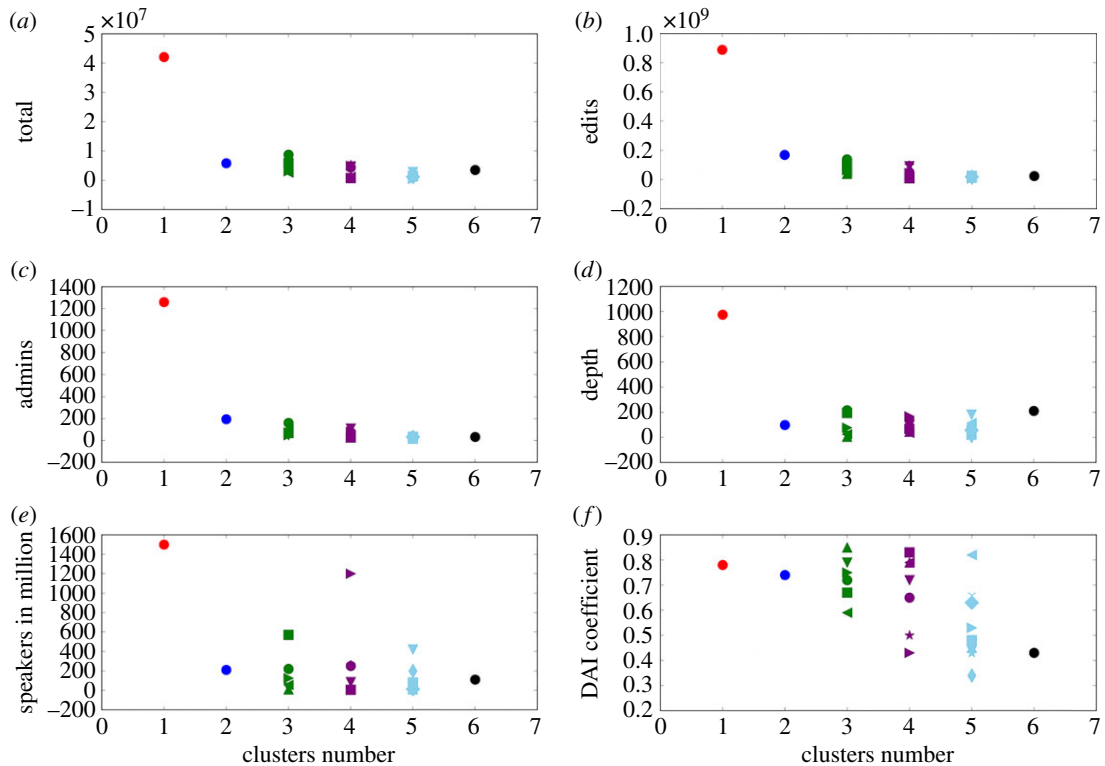 (a) ×10^7
5
4
3
2
1
0
–1
total
0 1 2 3 4 5 6 7
(b) ×10^9
1.0
0.8
0.6
0.4
0.2
0
–0.2
edits
0 1 2 3 4 5 6 7
(c)
1400
1200
1000
800
600
400
200
0
–200
admins
0 1 2 3 4 5 6 7
(d)
1200
1000
800
600
400
200
0
–200
depth
0 1 2 3 4 5 6 7
(e)
1600
1400
1200
1000
800
600
400
200
0
–200
speakers in million
0 1 2 3 4 5 6 7
clusters number
(f)
0.9
0.8
0.7
0.6
0.5
0.4
0.3
0.2
DAI coefficient
0 1 2 3 4 5 6 7
clusters number